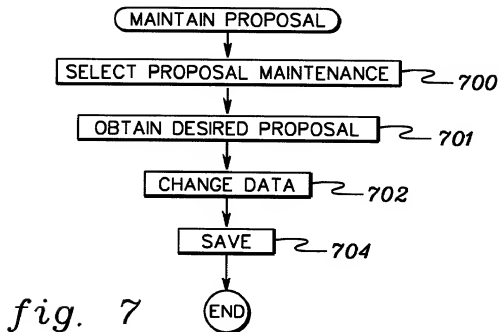 MAINTAIN PROPOSAL
SELECT PROPOSAL MAINTENANCE
700
OBTAIN DESIRED PROPOSAL
701
CHANGE DATA
702
SAVE
704
fig. 7
END